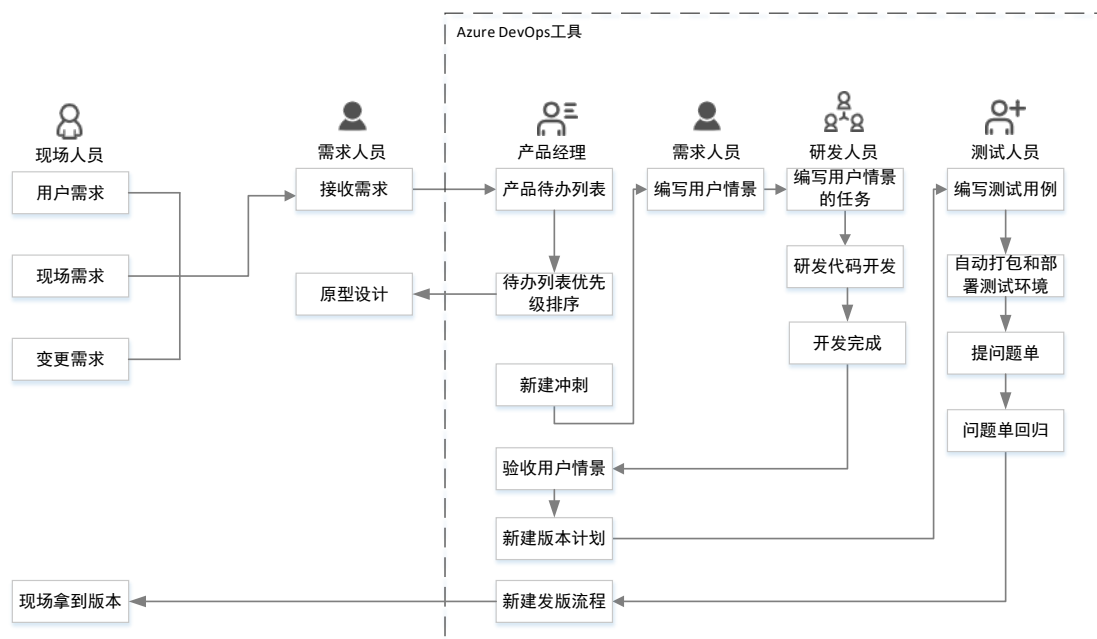 Azure DevOps工具
现场人员
需求人员
产品经理
需求人员
研发人员
测试人员
用户需求
接收需求
产品待办列表
编写用户情景
编写用户情景
的任务
编写测试用例
现场需求
原型设计
待办列表优先
级排序
研发代码开发
自动打包和部
署测试环境
变更需求
开发完成
提问题单
新建冲刺
问题单回归
验收用户情景
新建版本计划
现场拿到版本
新建发版流程